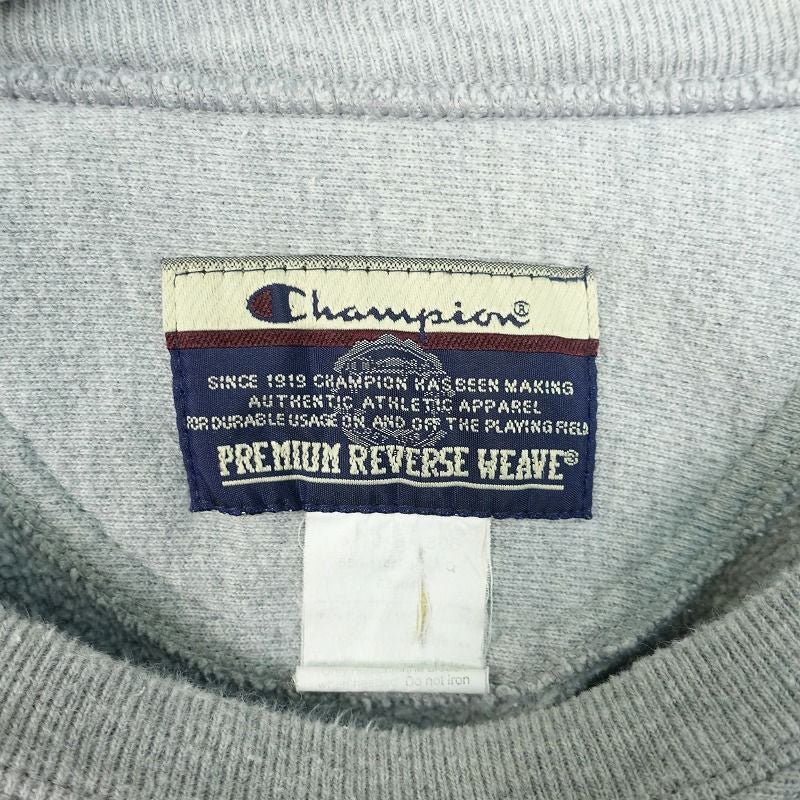 Champion®
SINCE 1919 CHAMPION HAS BEEN MAKING
AUTHENTIC ATHLETIC APPAREL
FOR DURABLE USAGE ON AND OFF THE PLAYING FIELD
PREMIUM REVERSE WEAVE®
Do not iron